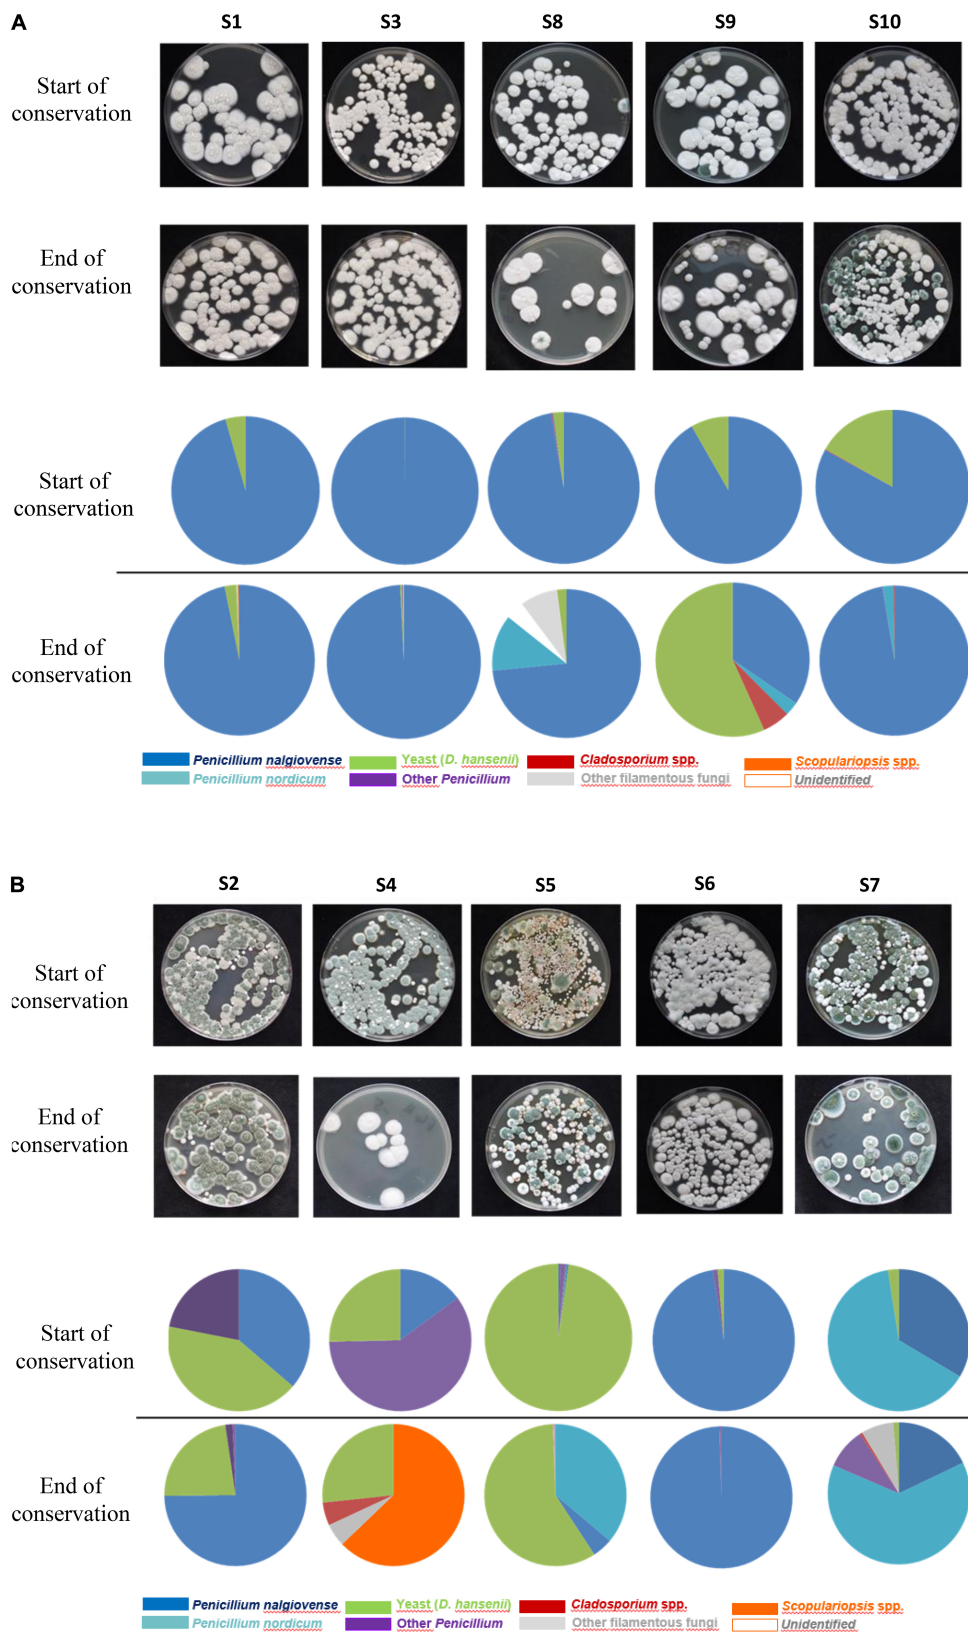 A
S1 S3 S8 S9 S10
Start of
conservation
End of
conservation
Start of
conservation
End of
conservation
Penicillium nalgiovense Yeast (D. hansenii) Cladosporium spp. Scopulariopsis spp.
Penicillium nordicum Other Penicillium Other filamentous fungi Unidentified
B
S2 S4 S5 S6 S7
Start of
conservation
End of
conservation
Start of
conservation
End of
conservation
Penicillium nalgiovense Yeast (D. hansenii) Cladosporium spp. Scopulariopsis spp.
Penicillium nordicum Other Penicillium Other filamentous fungi Unidentified